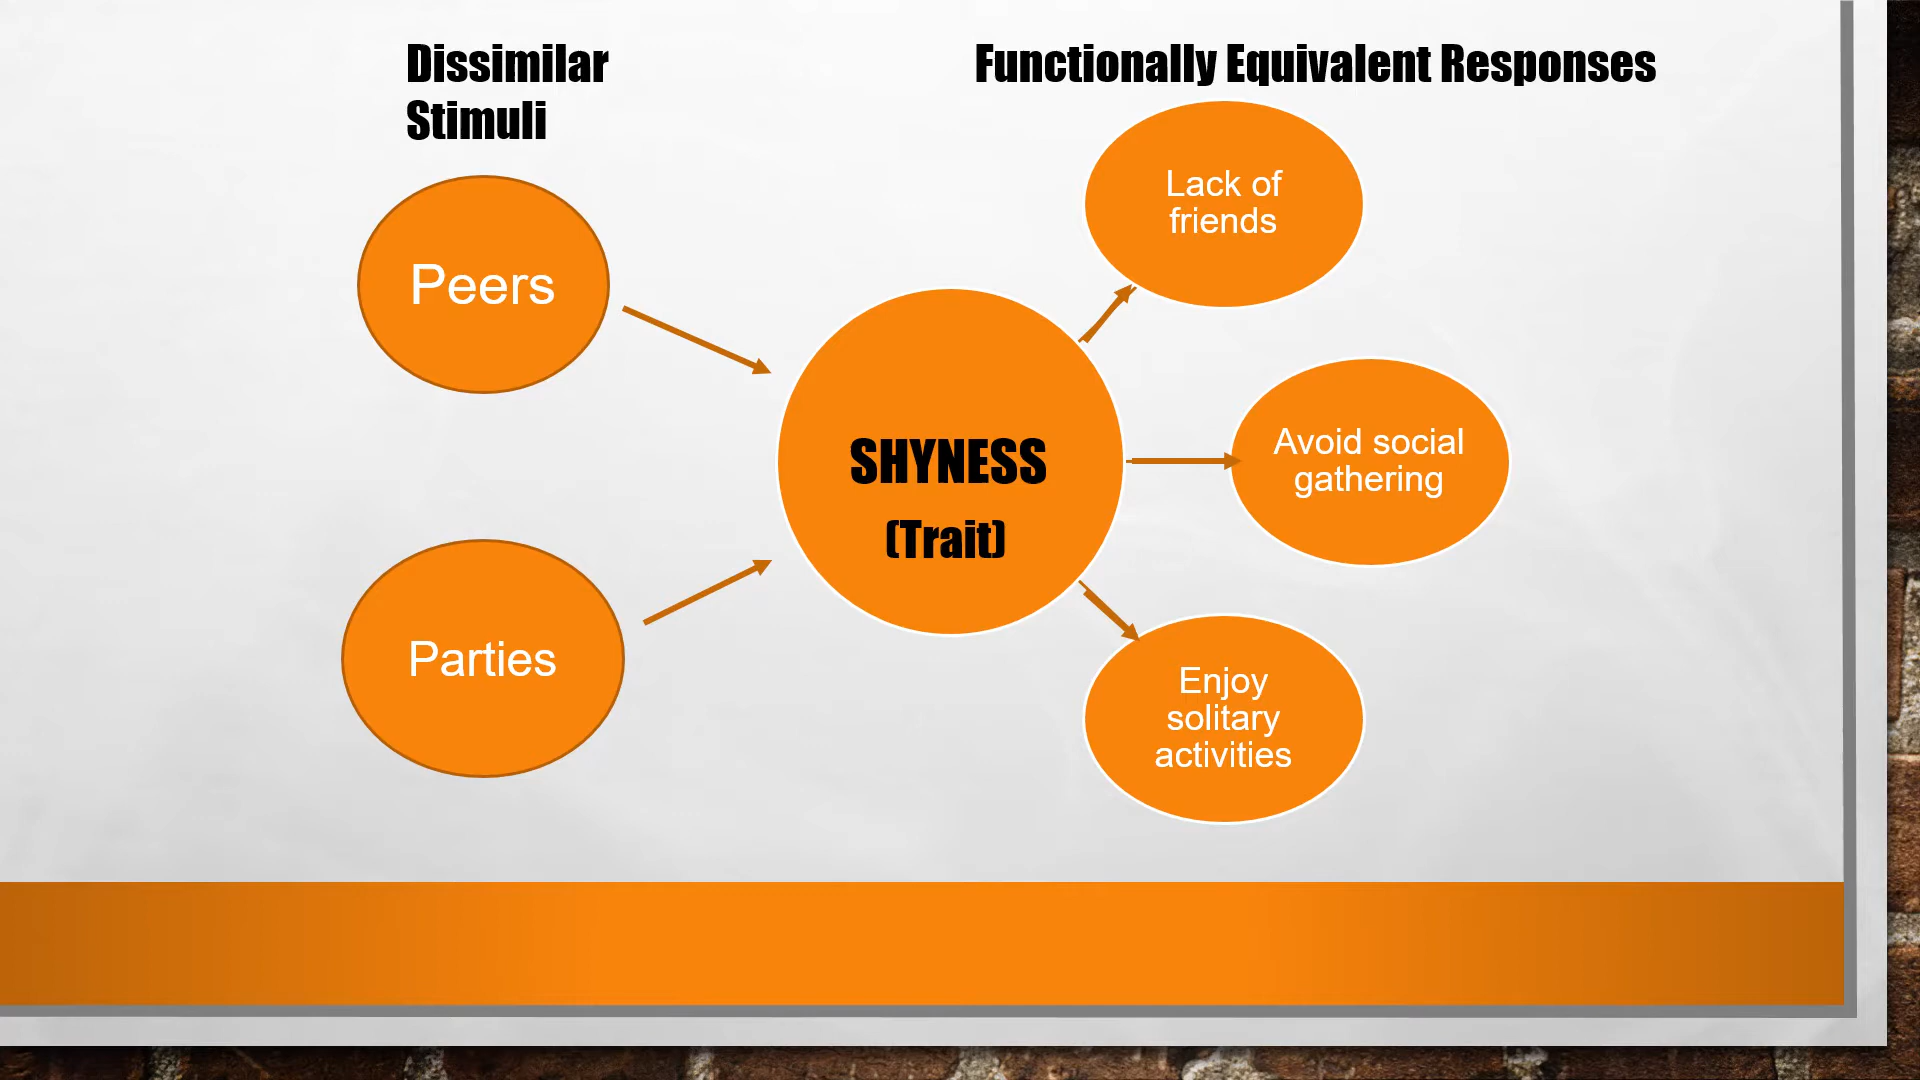 Dissimilar
Stimuli
Functionally Equivalent Responses
Peers
Parties
SHYNESS
(Trait)
Lack of
friends
Avoid social
gathering
Enjoy
solitary
activities